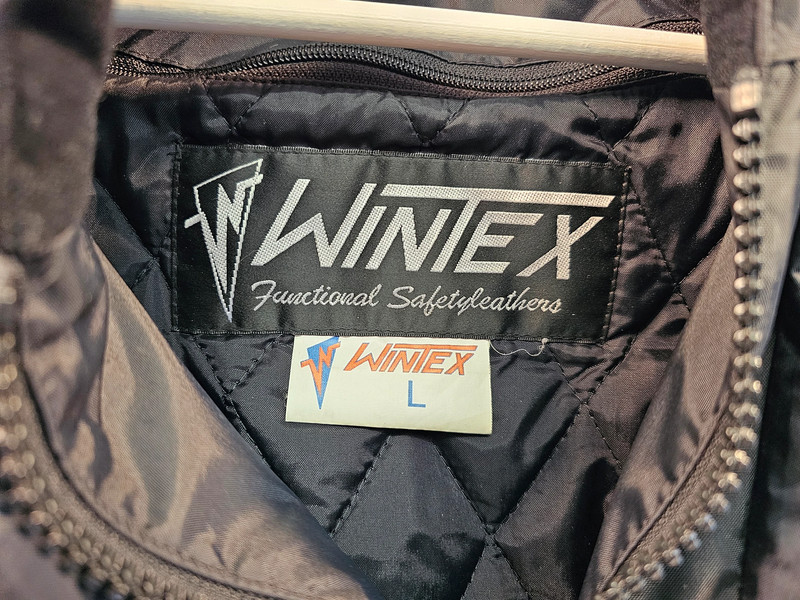 WINTEX
Functional Safetyleathers
WINTEX
L